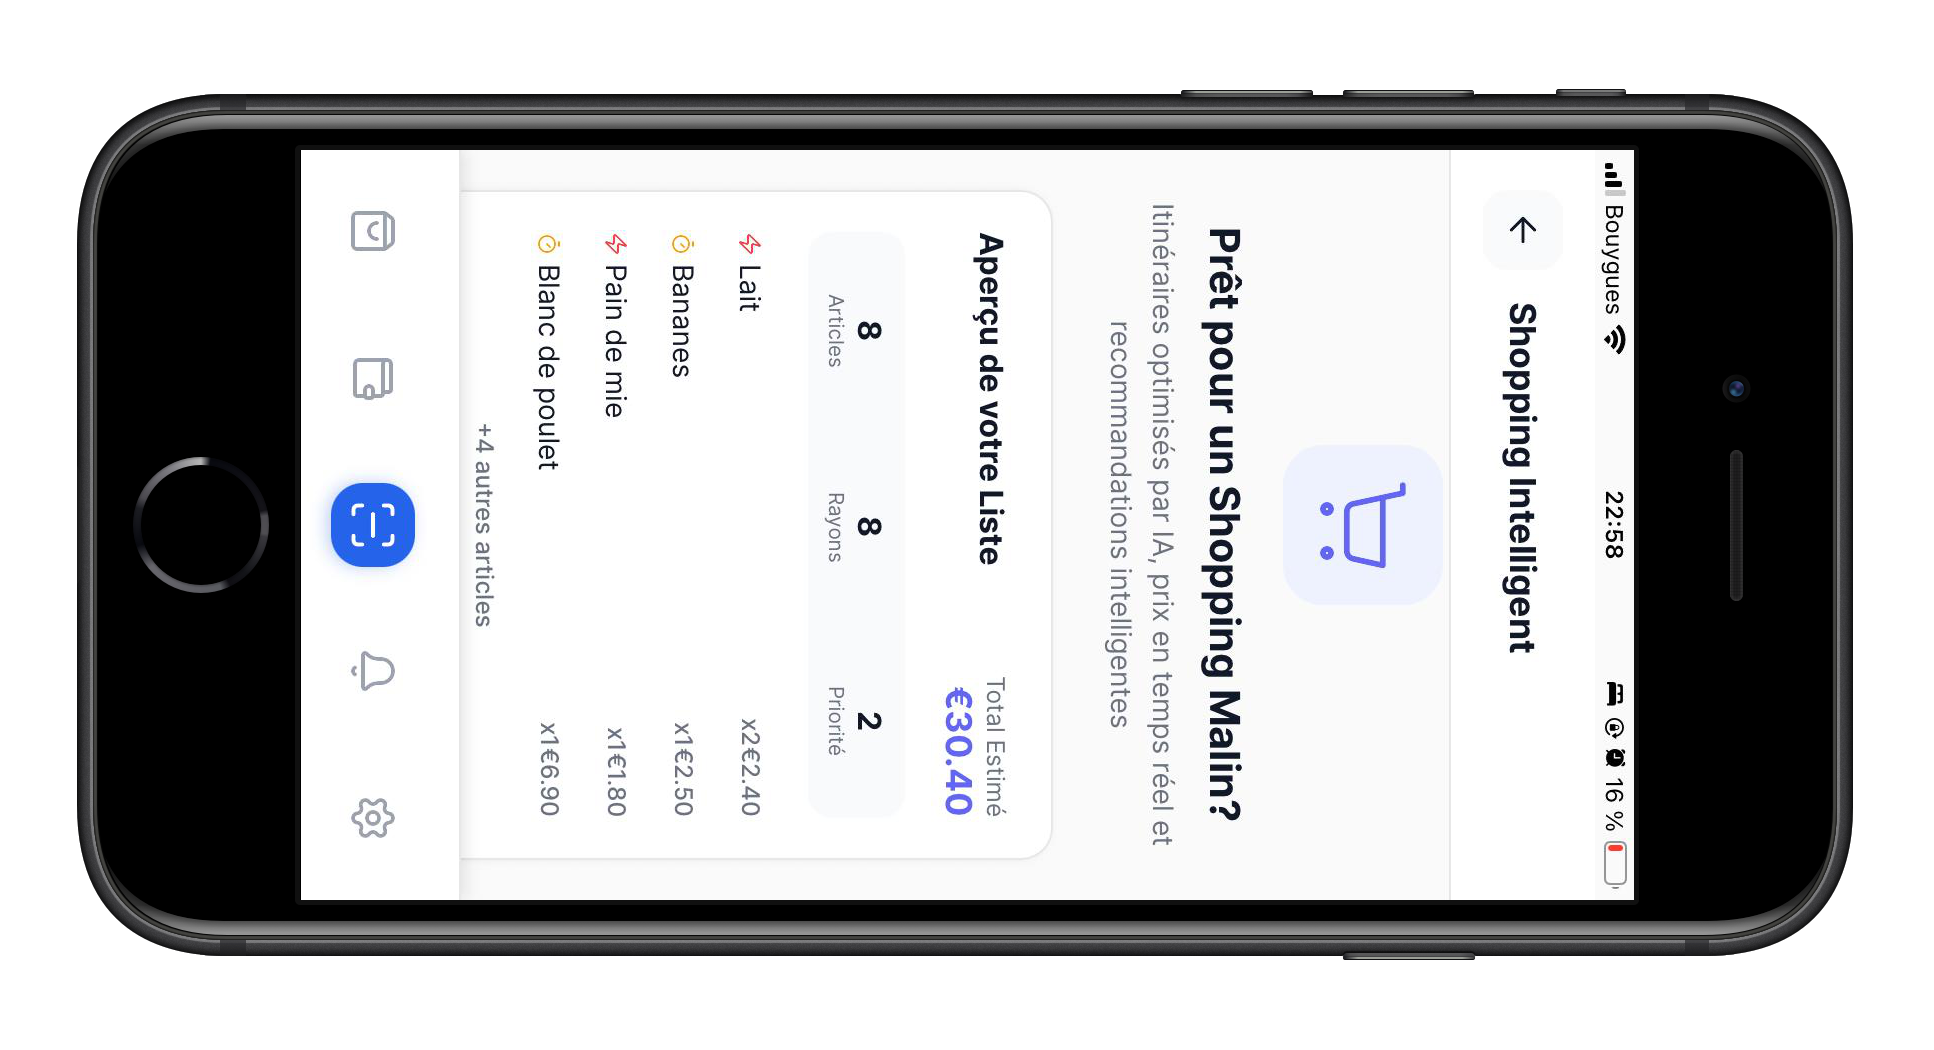 Bouygues 22:58 16 %
Shopping Intelligent
Prêt pour un Shopping Malin?
Itinéraires optimisés par IA, prix en temps réel et
recommandations intelligentes
Aperçu de votre Liste
Total Estimé
€30.40
8 8 2
Articles Rayons Priorité
Lait x2€2.40
Bananes x1€2.50
Pain de mie x1€1.80
Blanc de poulet x1€6.90
+4 autres articles